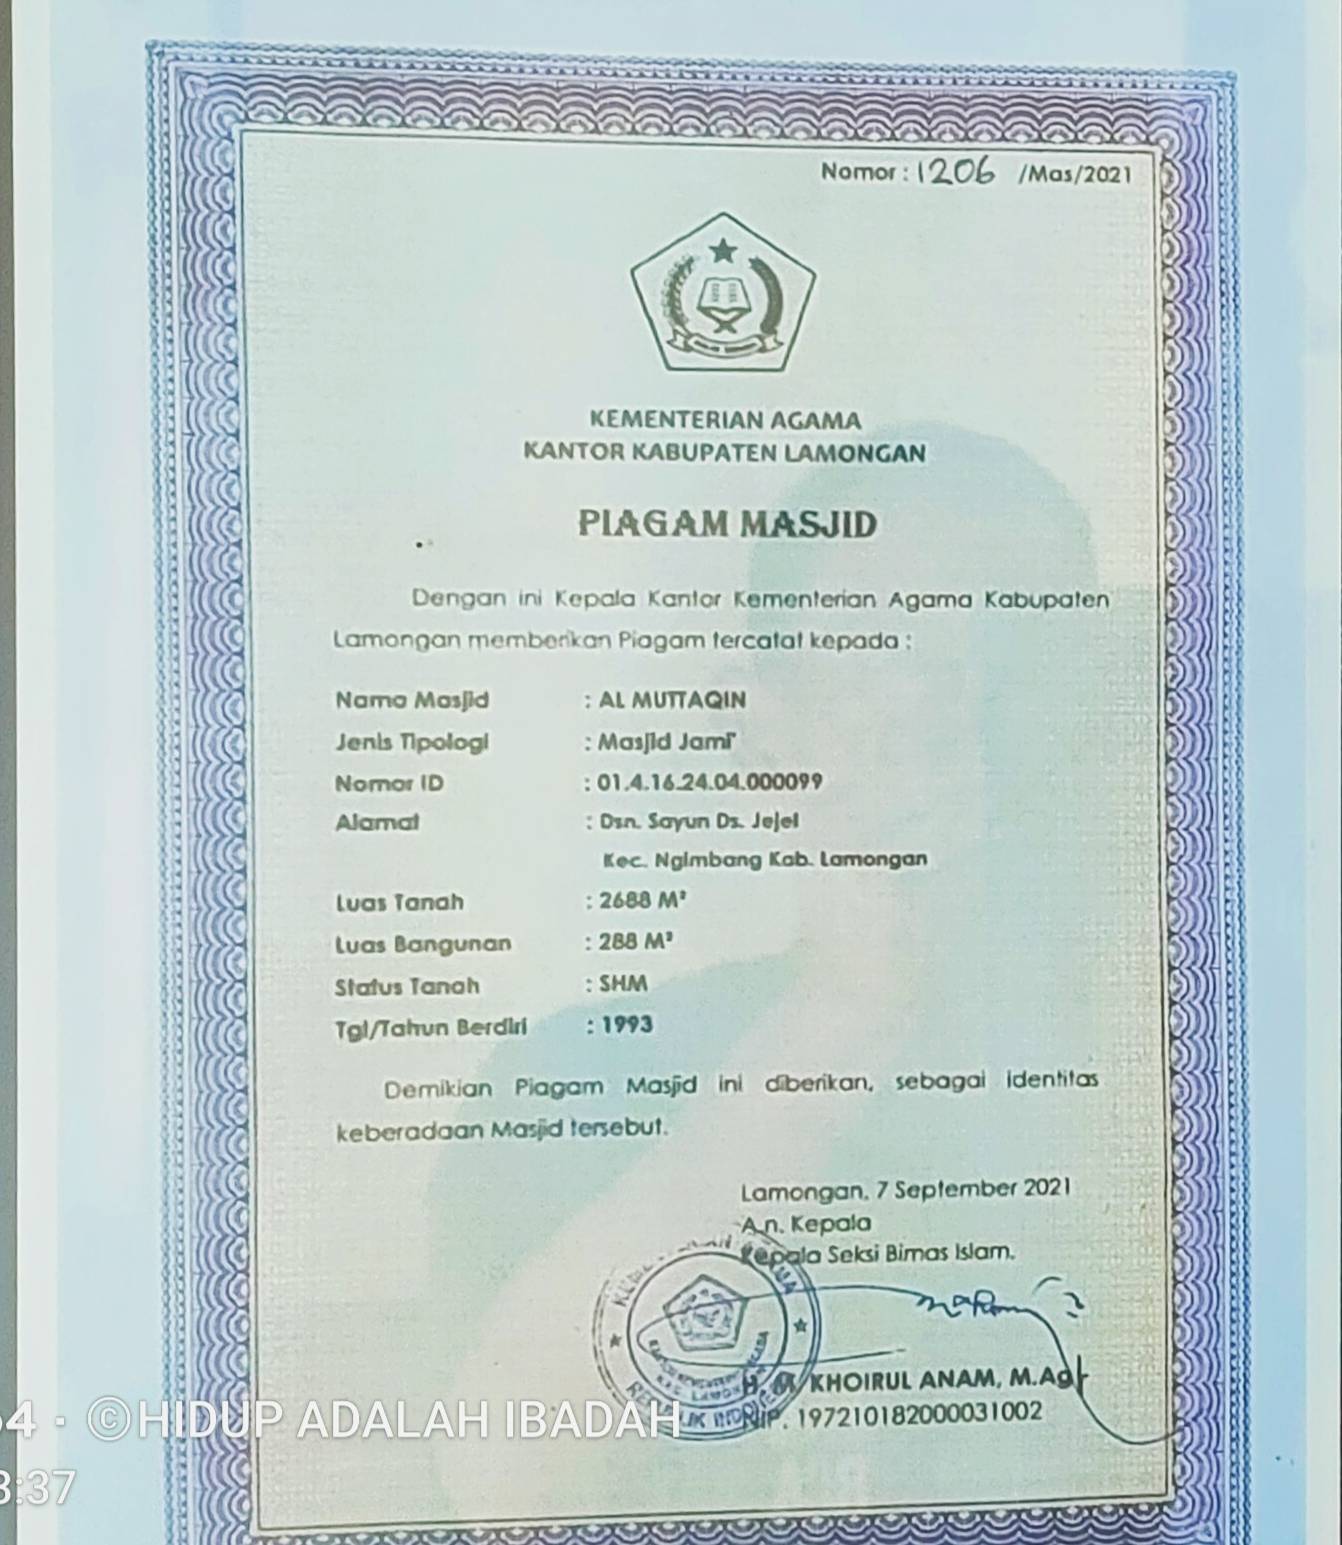 Nomor : 1206 /Mas/2021
KEMENTERIAN AGAMA
KANTOR KABUPATEN LAMONGAN
PIAGAM MASJID
Dengan ini Kepala Kantor Kementerian Agama Kabupaten
Lamongan memberikan Piagam tercatat kepada :
Nama Masjid : AL MUTTAQIN
Jenis Tipologi : Masjid Jami'
Nomor ID : 01.4.16.24.04.000099
Alamat : Dsn. Sayun Ds. Jejel
Kec. Ngimbang Kab. Lamongan
Luas Tanah : 2688 M²
Luas Bangunan : 288 M²
Status Tanah : SHM
Tgl/Tahun Berdiri : 1993
Demikian Piagam Masjid ini diberikan, sebagai identitas
keberadaan Masjid tersebut.
Lamongan, 7 September 2021
A.n. Kepala
Kepala Seksi Bimas Islam.
KHOIRUL ANAM, M.Ag
NIP. 197210182000031002
©HIDUP ADALAH IBADAH
:37